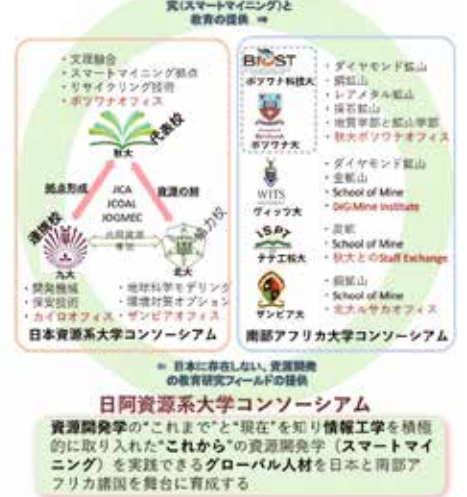 究(スマートマイニング)と
教育の提供 ⇒
・文理融合
・スマートマイニング拠点
・リサイクリング技術
・ボツワナオフィス
代表校
秋大
拠点形成
JICA
JCOAL
JOGMEC
資源の絆
連携校
共同資源
協力校
九大
北大
・開発機械
・保安技術
・カイロオフィス
・地球科学モデリング
・環境対策オプション
・ザンビアオフィス
日本資源系大学コンソーシアム
BIUST
ボツワナ科技大
ボツワナ大
・ダイヤモンド鉱山
・銅鉱山
・レアメタル鉱山
・採石鉱山
・地質学部と鉱山学部
・秋大ボツワナオフィス
WITS
ヴィッツ大
・ダイヤモンド鉱山
・金鉱山
・School of Mine
・DiGiMine Institute
ISPT
テテ工科大
・炭鉱
・School of Mine
・秋大とのStaff Exchange
ザンビア大
・銅鉱山
・School of Mine
・北大ルサカオフィス
南部アフリカ大学コンソーシアム
⇐ 日本に存在しない、資源開発
の教育研究フィールドの提供
日阿資源系大学コンソーシアム
資源開発学の“これまで”と“現在”を知り情報工学を積極
的に取り入れた“これから”の資源開発学（スマートマイ
ニング）を実践できるグローバル人材を日本と南部ア
フリカ諸国を舞台に育成する